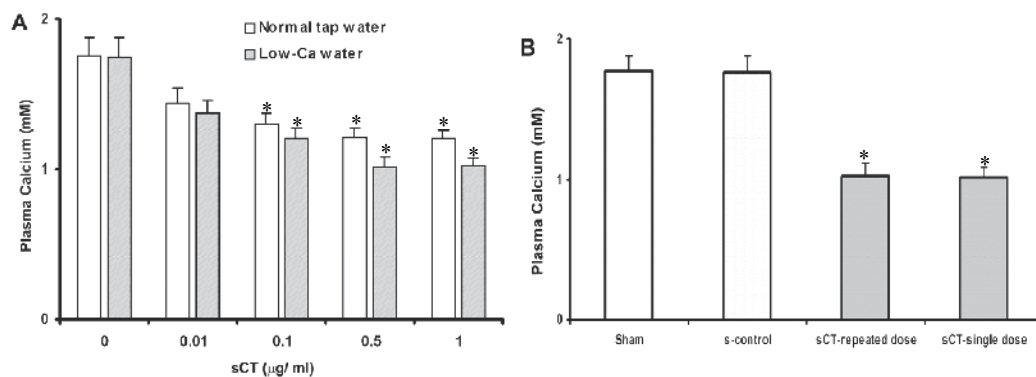 A
Normal tap water
Low-Ca water
Plasma Calcium (mM)
2
1
0
* * * * * *
0 0.01 0.1 0.5 1
sCT (µg/ ml)
B
Plasma Calcium (mM)
2
1
0
* *
Sham s-control sCT-repeated dose sCT-single dose